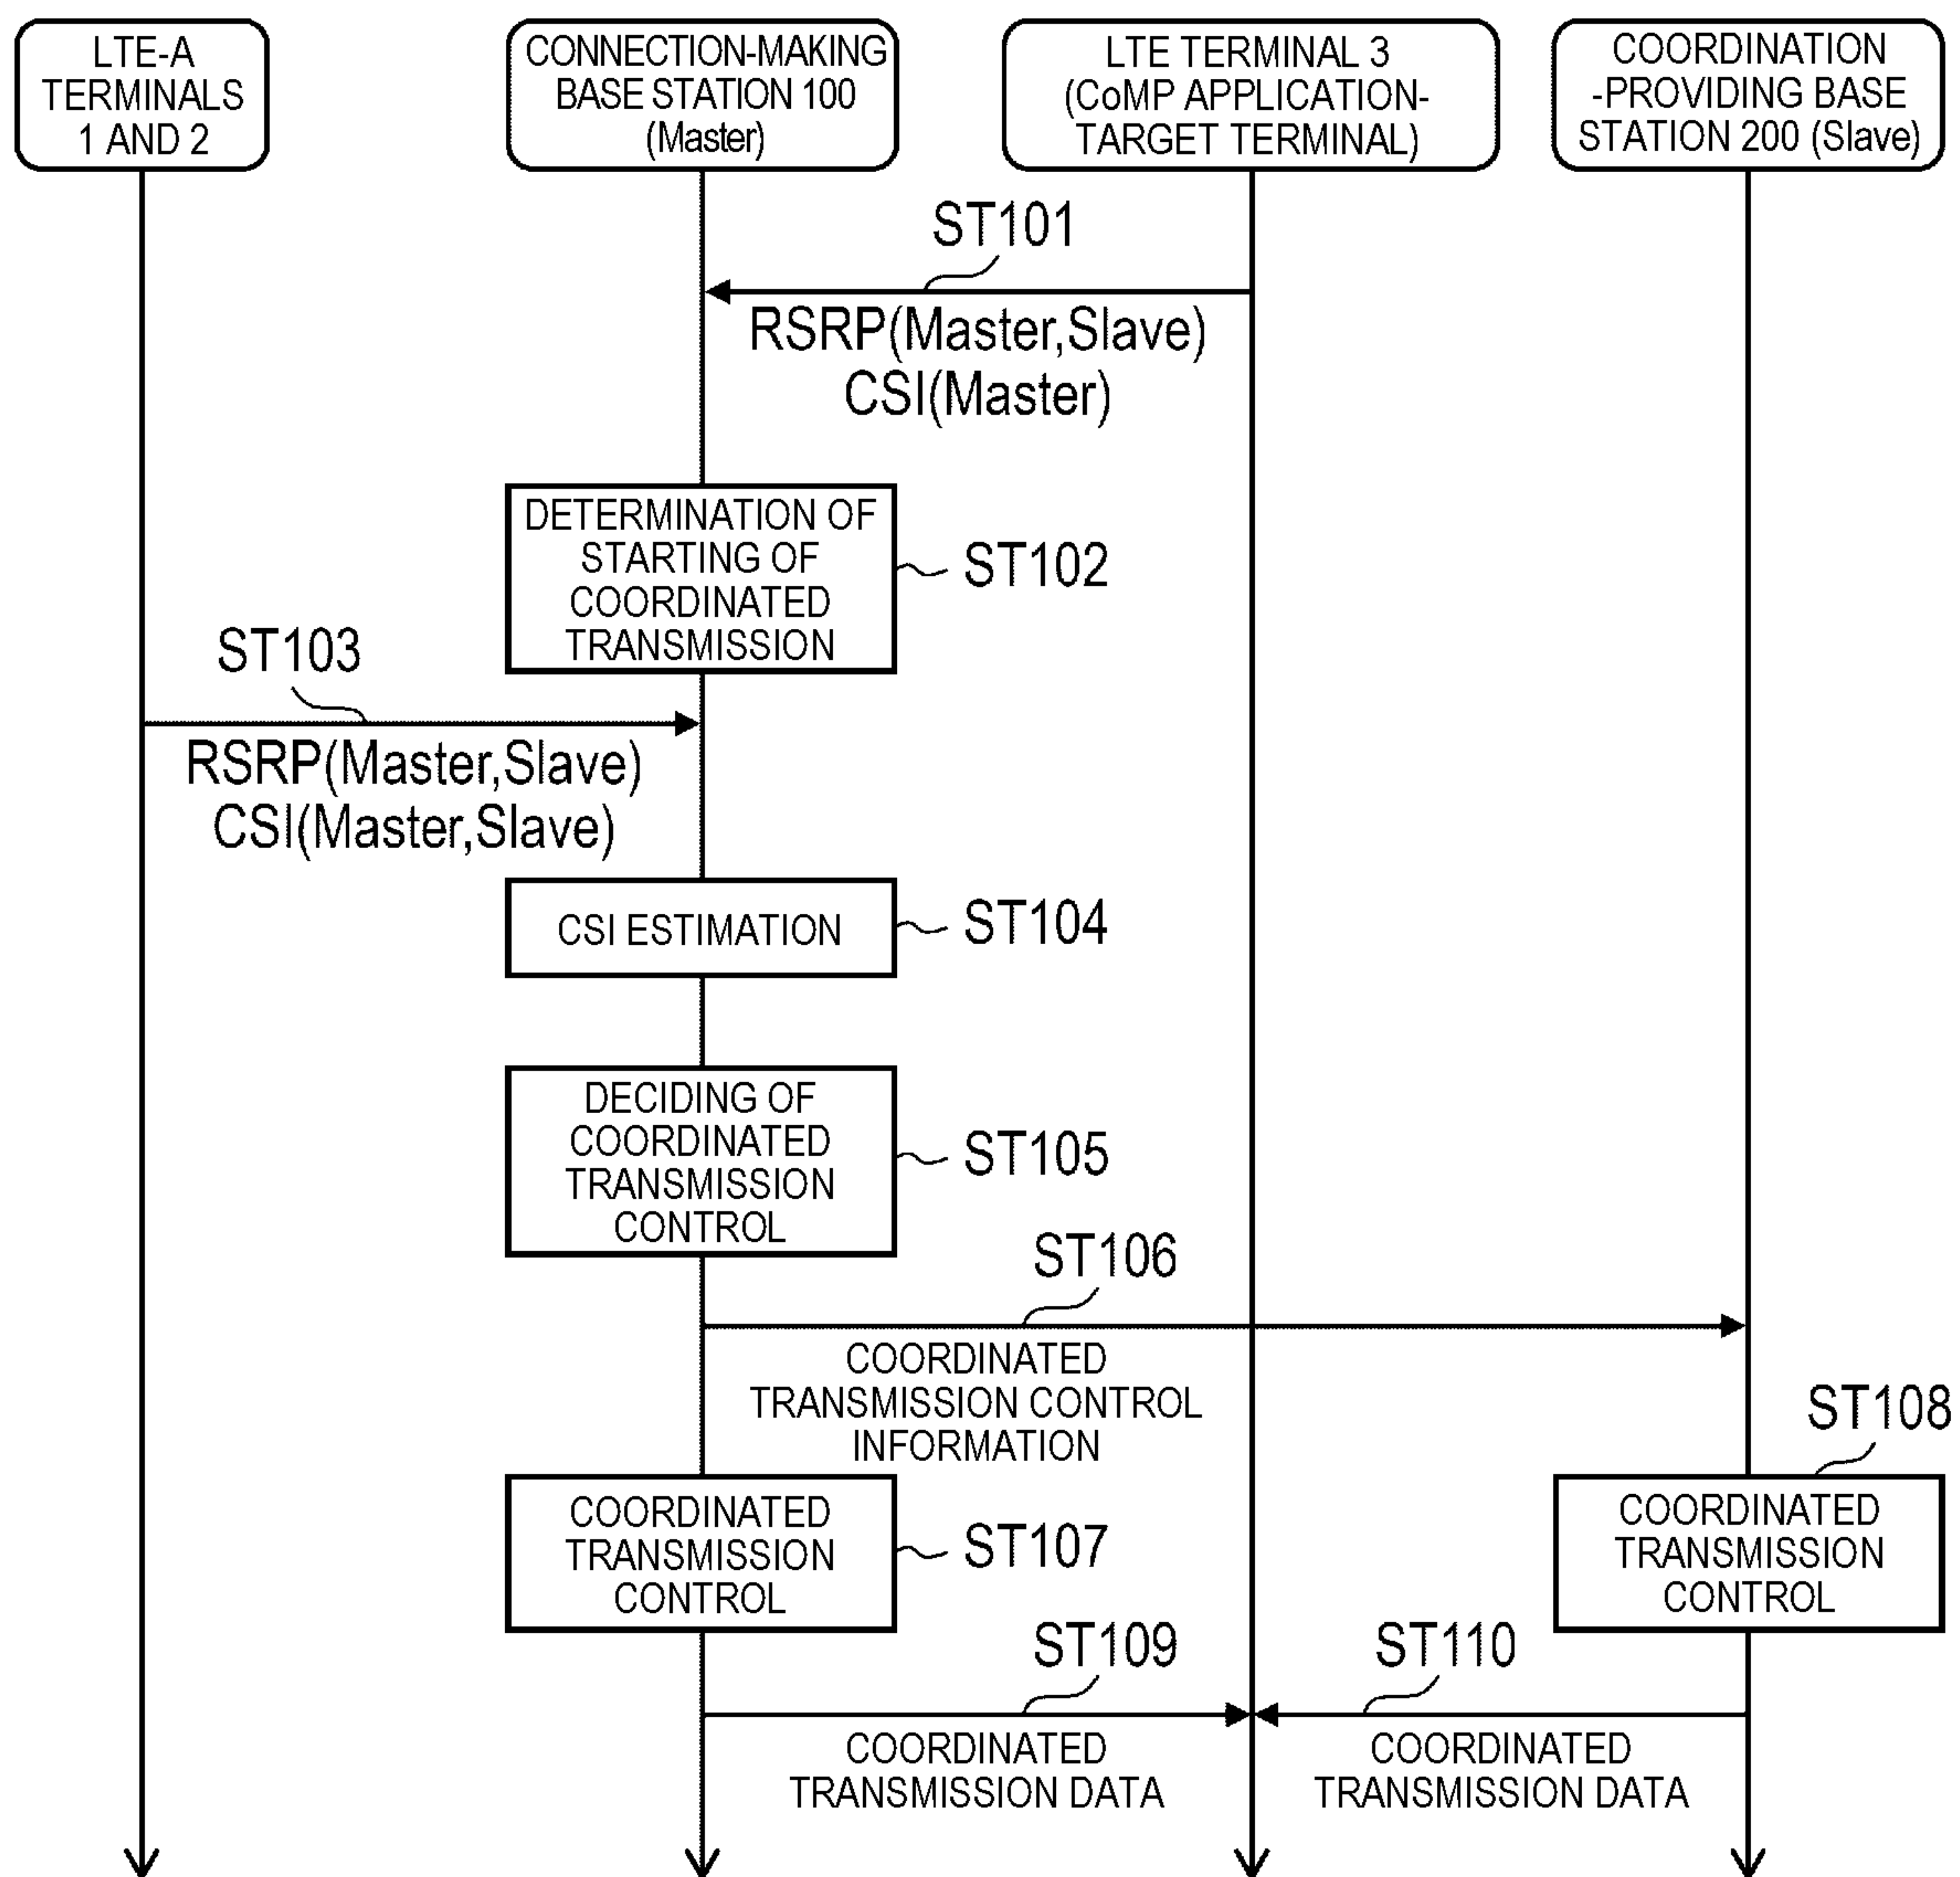 LTE-A
TERMINALS
1 AND 2
CONNECTION-MAKING
BASE STATION 100
(Master)
LTE TERMINAL 3
(CoMP APPLICATION-
TARGET TERMINAL)
COORDINATION
-PROVIDING BASE
STATION 200 (Slave)
ST101
RSRP(Master,Slave)
CSI(Master)
DETERMINATION OF
STARTING OF
COORDINATED
TRANSMISSION
ST102
ST103
RSRP(Master,Slave)
CSI(Master,Slave)
CSI ESTIMATION
ST104
DECIDING OF
COORDINATED
TRANSMISSION
CONTROL
ST105
ST106
COORDINATED
TRANSMISSION CONTROL
INFORMATION
COORDINATED
TRANSMISSION
CONTROL
ST107
ST108
COORDINATED
TRANSMISSION
CONTROL
ST109
COORDINATED
TRANSMISSION DATA
ST110
COORDINATED
TRANSMISSION DATA